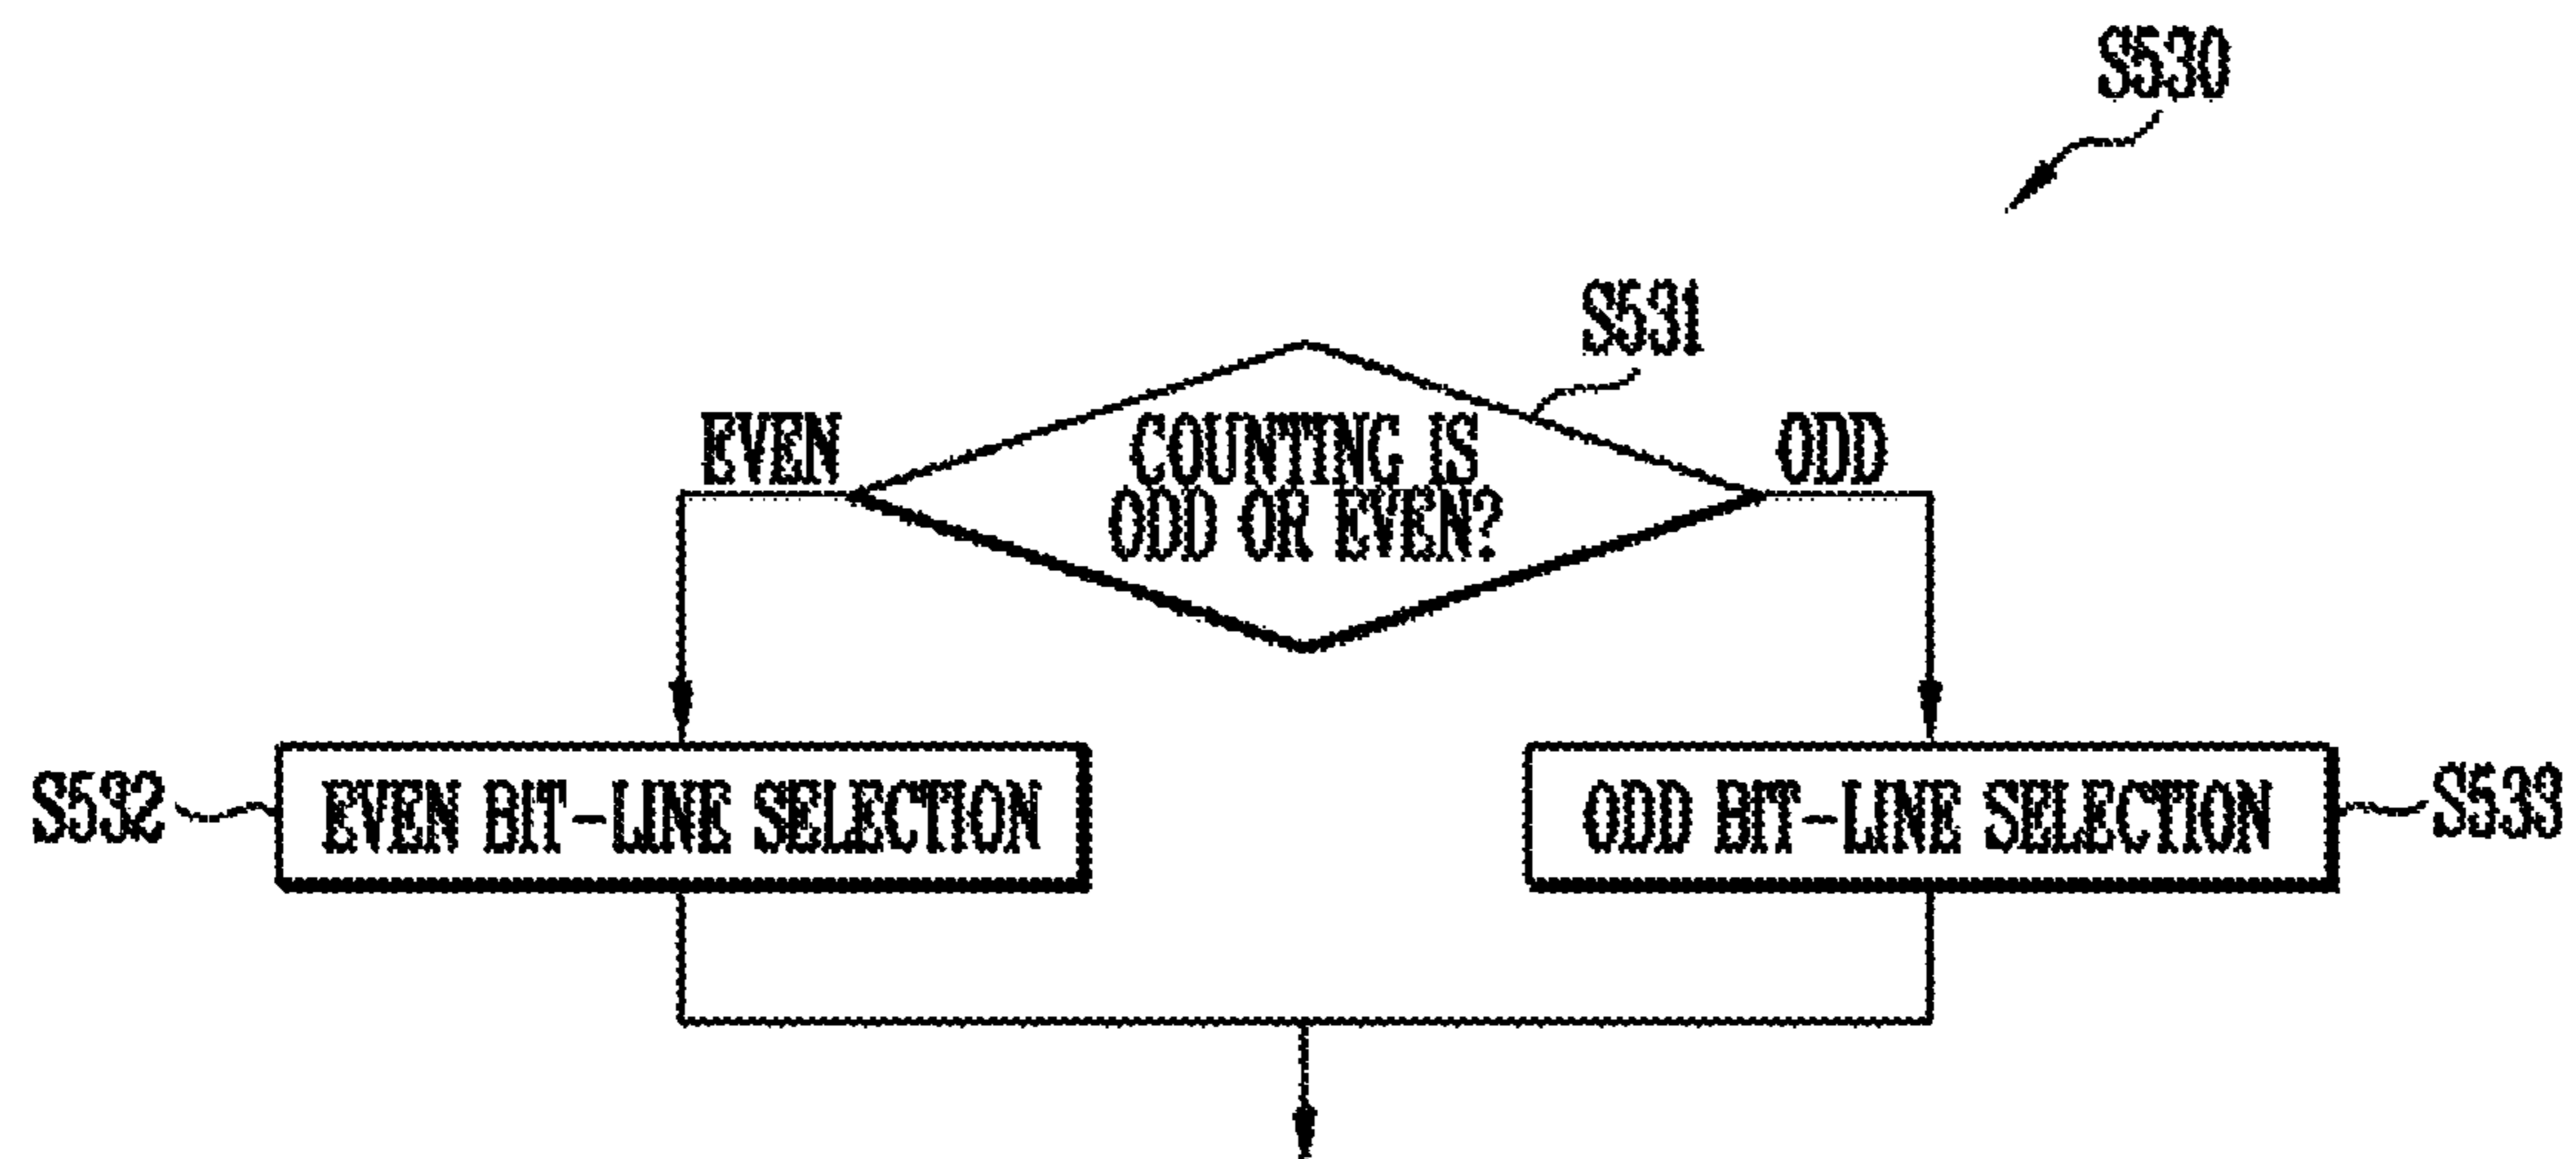 S530
S531
EVEN
COUNTING IS
ODD OR EVEN?
ODD
S532
EVEN BIT-LINE SELECTION
ODD BIT-LINE SELECTION
S533